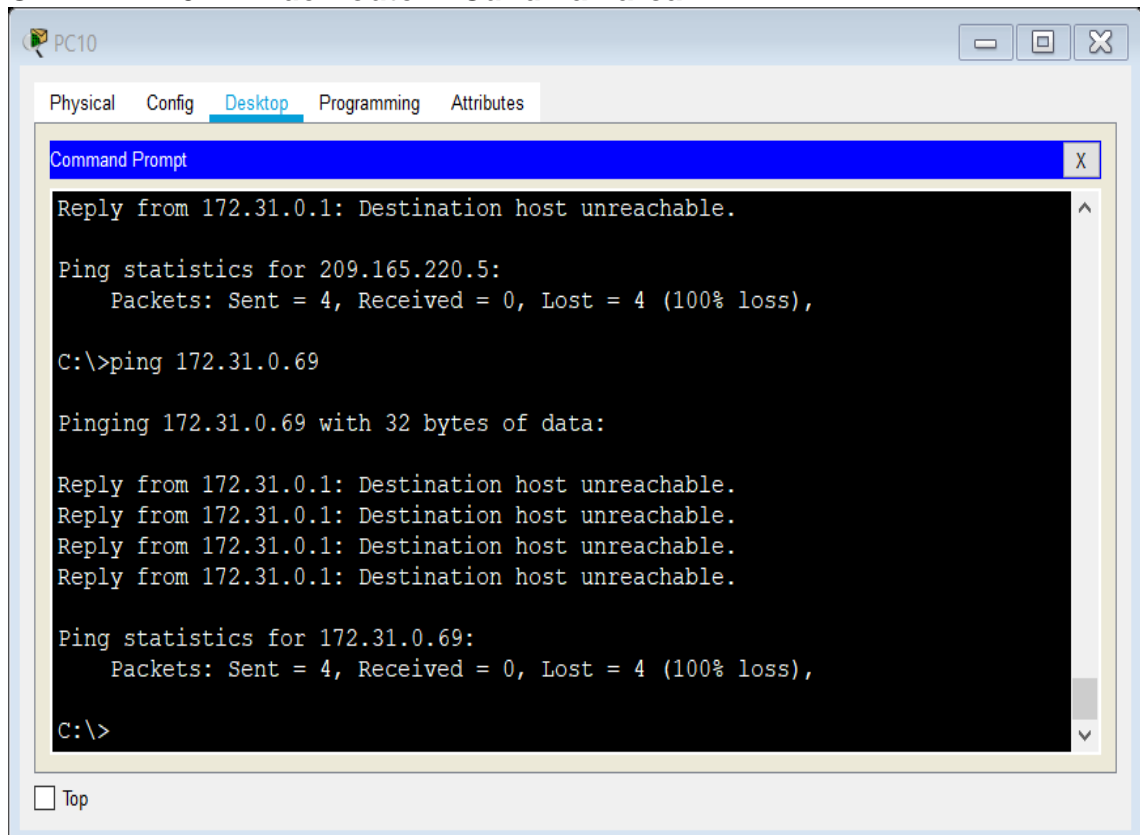 PC10
Physical Config Desktop Programming Attributes
Command Prompt
X
Reply from 172.31.0.1: Destination host unreachable.
Ping statistics for 209.165.220.5:
Packets: Sent = 4, Received = 0, Lost = 4 (100% loss),
C:\>ping 172.31.0.69
Pinging 172.31.0.69 with 32 bytes of data:
Reply from 172.31.0.1: Destination host unreachable.
Reply from 172.31.0.1: Destination host unreachable.
Reply from 172.31.0.1: Destination host unreachable.
Reply from 172.31.0.1: Destination host unreachable.
Ping statistics for 172.31.0.69:
Packets: Sent = 4, Received = 0, Lost = 4 (100% loss),
C:\>
Top